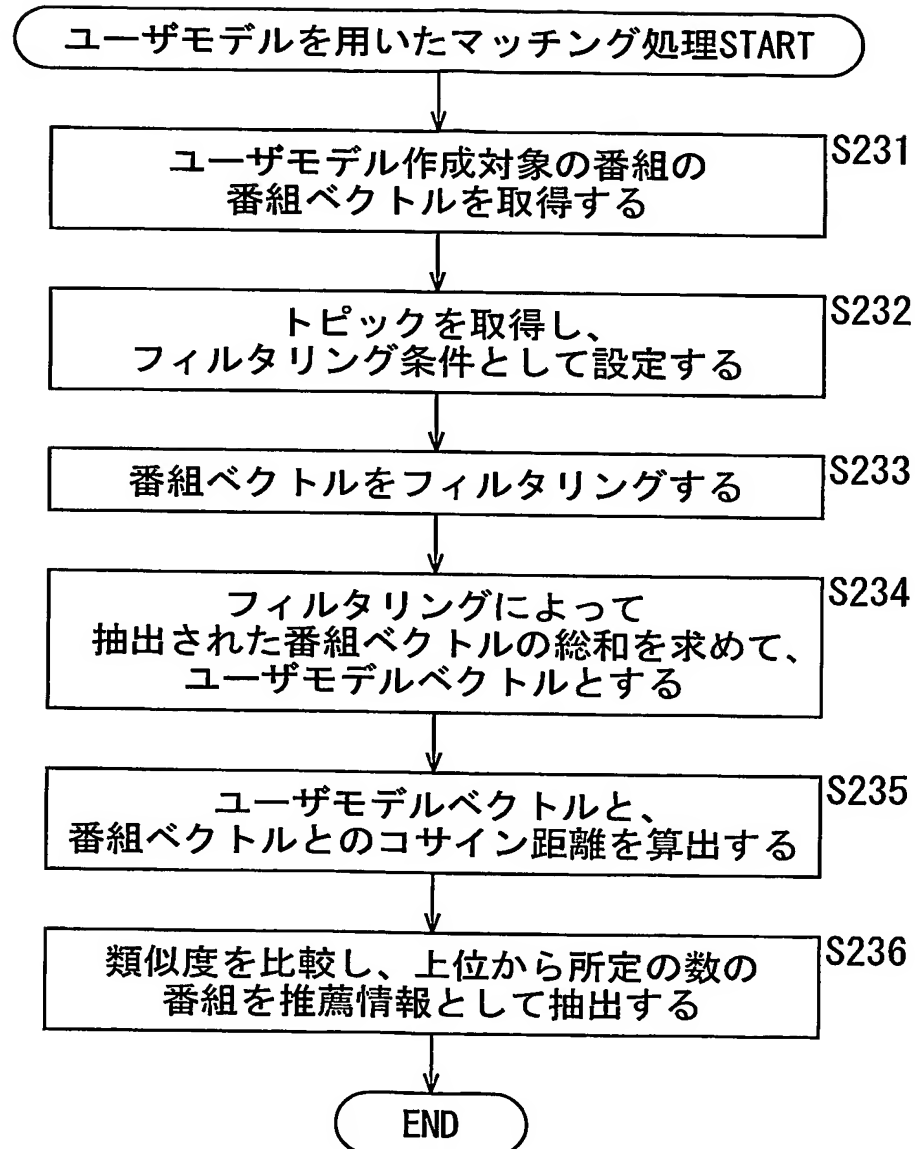 ユーザモデルを用いたマッチング処理START
S231
ユーザモデル作成対象の番組の
番組ベクトルを取得する
S232
トピックを取得し、
フィルタリング条件として設定する
S233
番組ベクトルをフィルタリングする
S234
フィルタリングによって
抽出された番組ベクトルの総和を求めて、
ユーザモデルベクトルとする
S235
ユーザモデルベクトルと、
番組ベクトルとのコサイン距離を算出する
S236
類似度を比較し、上位から所定の数の
番組を推薦情報として抽出する
END